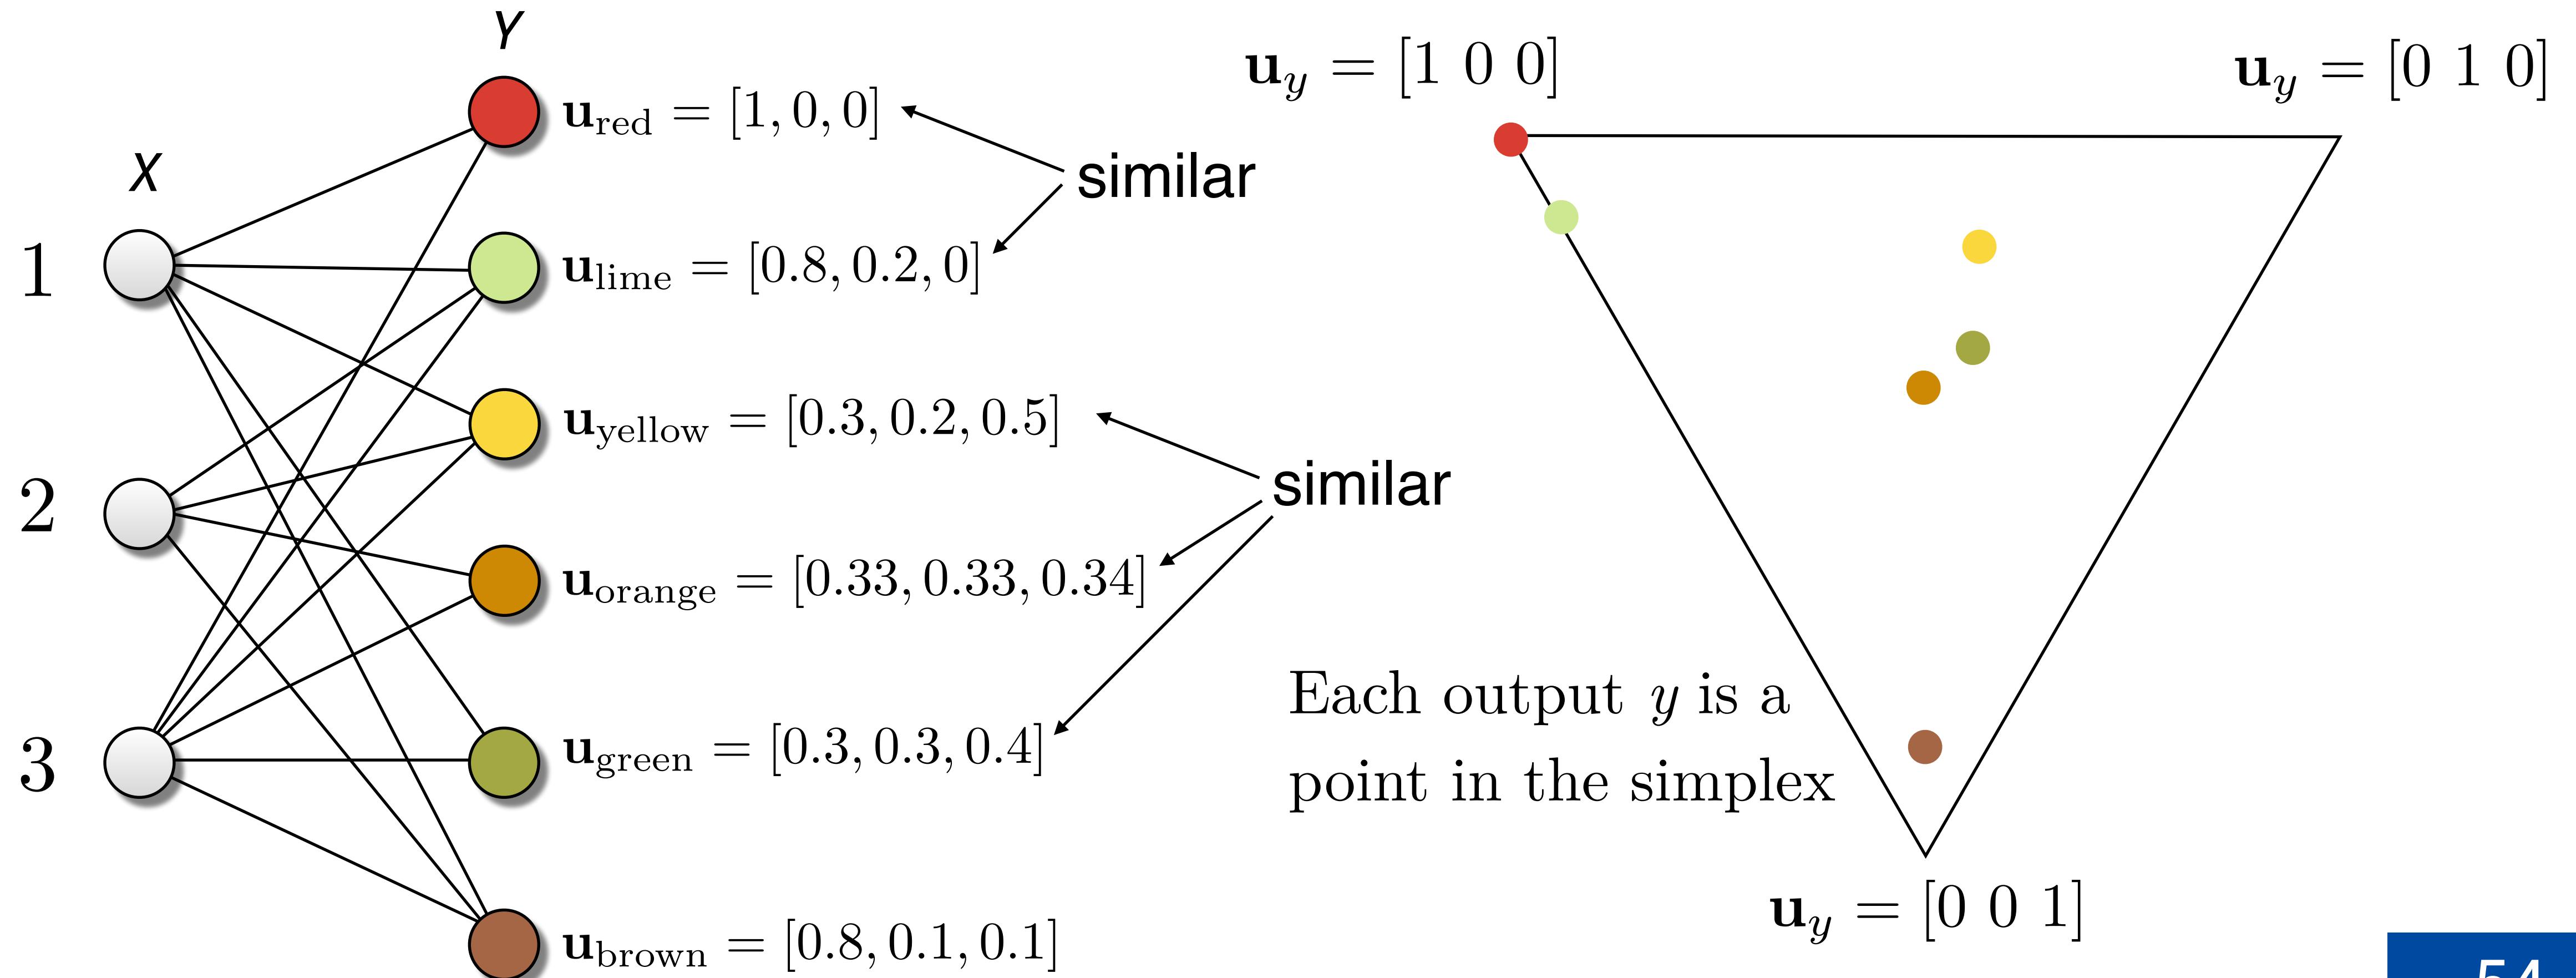 Y
X
1
2
3
u_red = [1, 0, 0]
u_lime = [0.8, 0.2, 0]
similar
u_yellow = [0.3, 0.2, 0.5]
u_orange = [0.33, 0.33, 0.34]
similar
u_green = [0.3, 0.3, 0.4]
u_brown = [0.8, 0.1, 0.1]
u_y = [1 0 0]
u_y = [0 1 0]
Each output y is a
point in the simplex
u_y = [0 0 1]
54